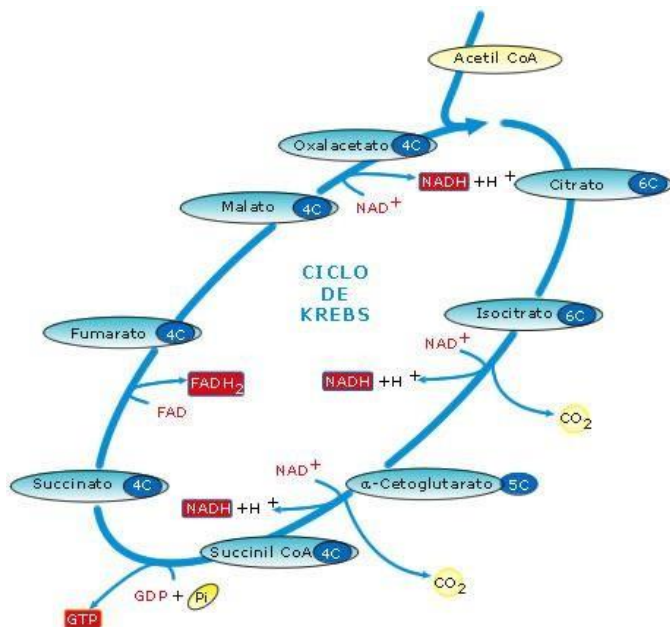 Acetil CoA
Oxalacetato 4C
NADH +H+
Citrato 6C
Malato 4C
NAD+
CICLO
DE
KREBS
Isocitrato 6C
Fumarato 4C
NAD+
FADH2
NADH +H+
FAD
CO2
NAD+
Succinato 4C
α-Cetoglutarato 5C
NADH +H+
Succinil CoA 4C
CO2
GDP + Pi
GTP